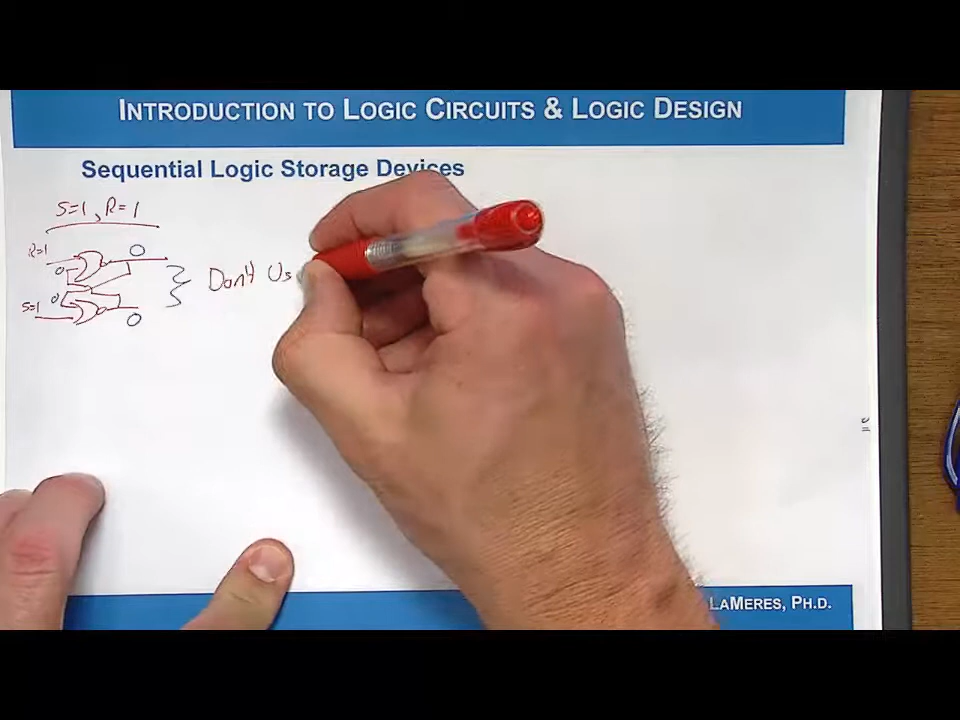 INTRODUCTION TO LOGIC CIRCUITS & LOGIC DESIGN
Sequential Logic Storage Devices
S=1, R=1
R=1
0
0
Don't Us
0
S=1
0
LAMERES, PH.D.